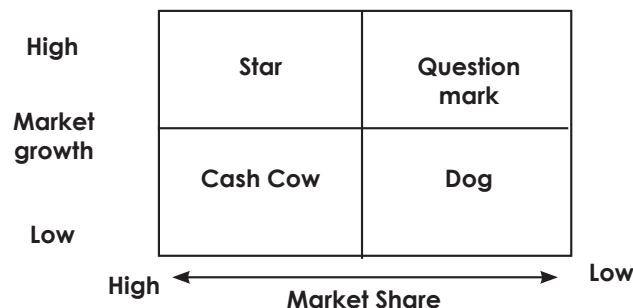 High
Star
Question
mark
Market
growth
Cash Cow
Dog
Low
High
Low
Market Share